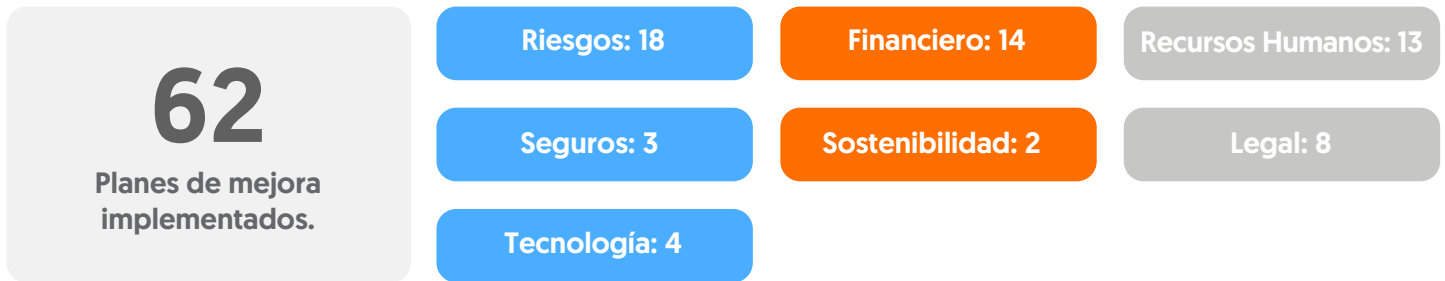 62
Planes de mejora
implementados.
Riesgos: 18
Financiero: 14
Recursos Humanos: 13
Seguros: 3
Sostenibilidad: 2
Legal: 8
Tecnología: 4